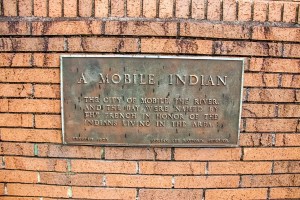 A MOBILE INDIAN
THE CITY OF MOBILE, THE RIVER,
AND THE BAY WERE NAMED BY
THE FRENCH IN HONOR OF THE
INDIANS LIVING IN THE AREA.